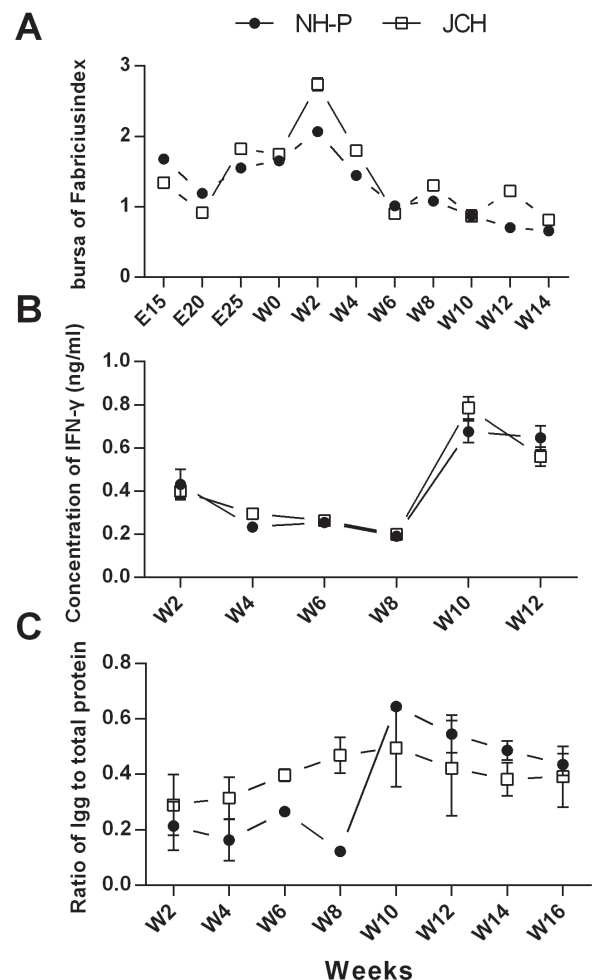 A
NH-P JCH
bursa of Fabriciusindex
3
2
1
0
E15 E20 E25 W0 W2 W4 W6 W8 W10 W12 W14
B
Concentration of IFN-γ (ng/ml)
1.0
0.8
0.6
0.4
0.2
0.0
W2 W4 W6 W8 W10 W12
C
Ratio of Igg to total protein
0.8
0.6
0.4
0.2
0.0
W2 W4 W6 W8 W10 W12 W14 W16
Weeks